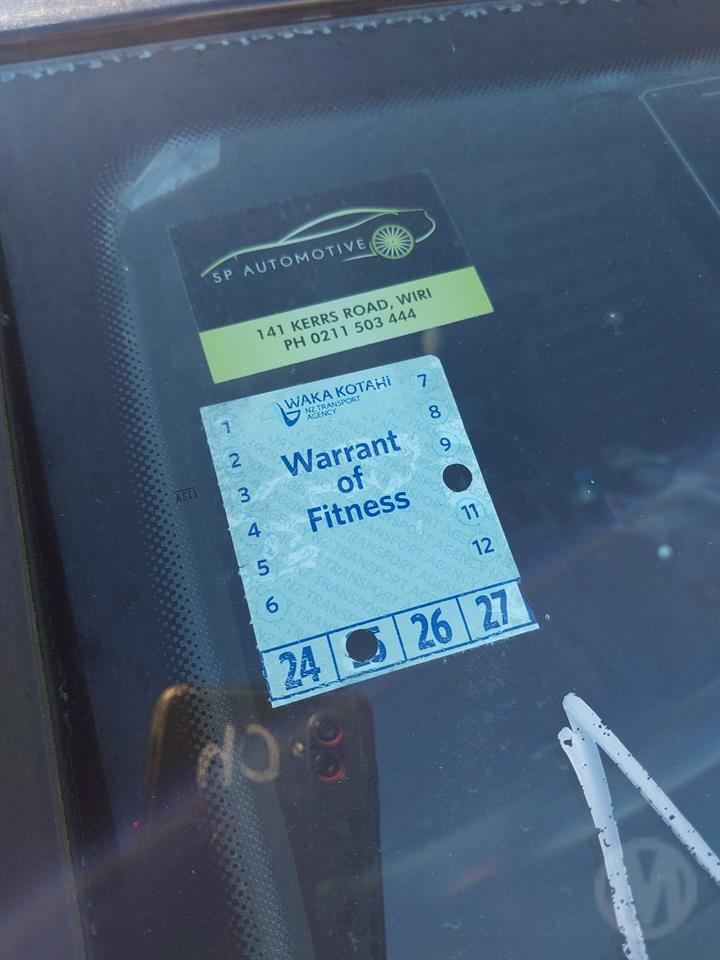 SP AUTOMOTIVE
141 KERRS ROAD, WIRI
PH 0211 503 444
WAKA KOTAHI
NZ TRANSPORT
AGENCY
Warrant
of
Fitness
1
2
3
4
5
6
7
8
9
11
12
24
26
27